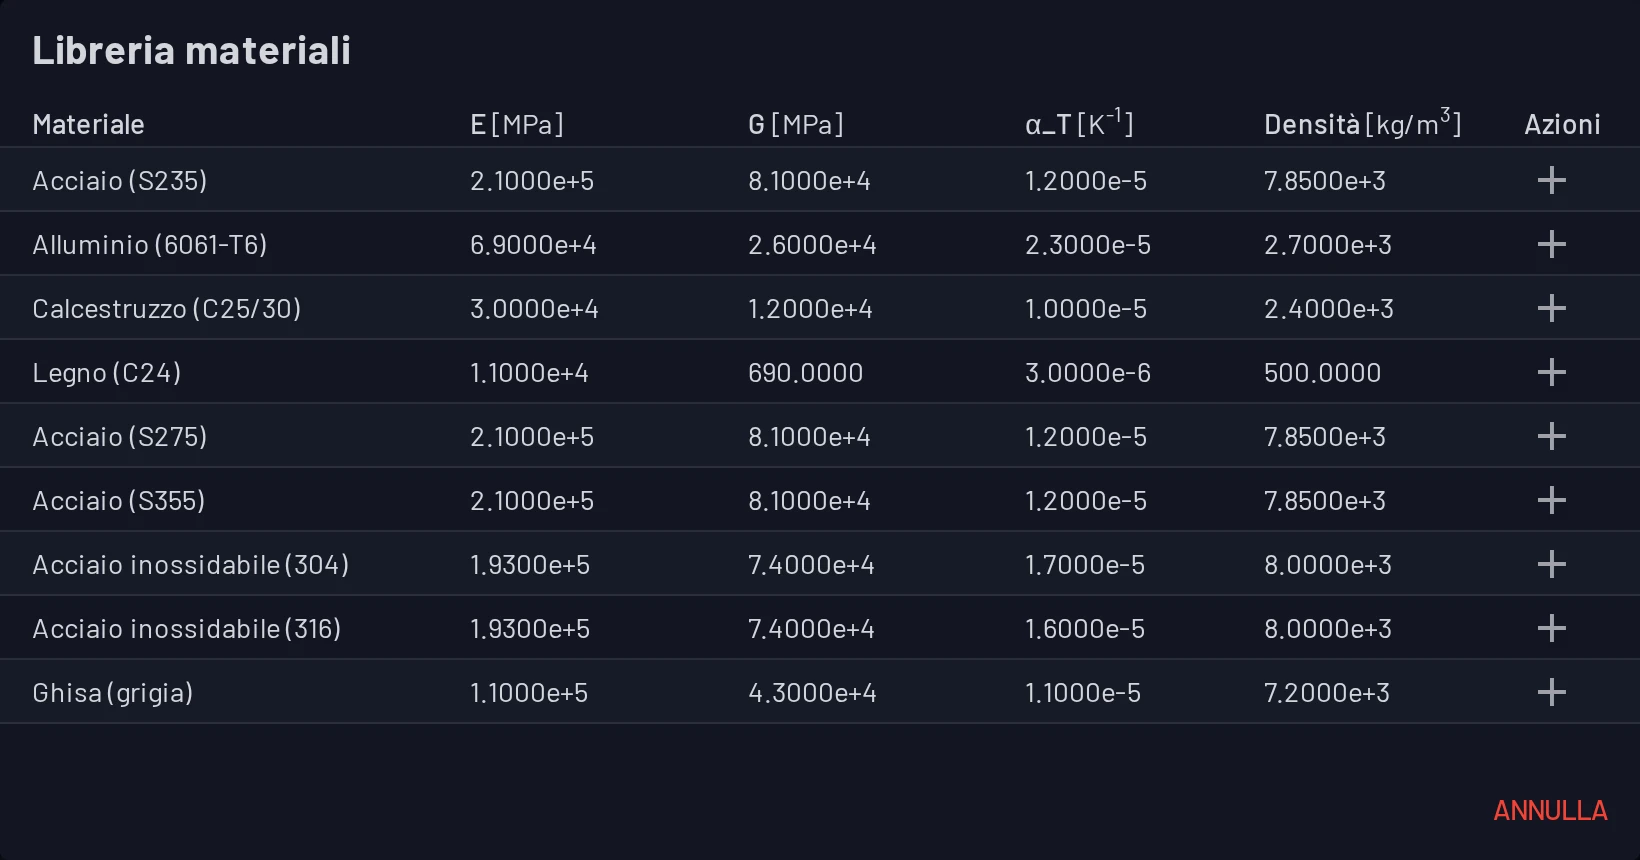 Libreria materiali
Materiale E [MPa] G [MPa] α_T [K⁻¹] Densità [kg/m³] Azioni
Acciaio (S235) 2.1000e+5 8.1000e+4 1.2000e-5 7.8500e+3 +
Alluminio (6061-T6) 6.9000e+4 2.6000e+4 2.3000e-5 2.7000e+3 +
Calcestruzzo (C25/30) 3.0000e+4 1.2000e+4 1.0000e-5 2.4000e+3 +
Legno (C24) 1.1000e+4 690.0000 3.0000e-6 500.0000 +
Acciaio (S275) 2.1000e+5 8.1000e+4 1.2000e-5 7.8500e+3 +
Acciaio (S355) 2.1000e+5 8.1000e+4 1.2000e-5 7.8500e+3 +
Acciaio inossidabile (304) 1.9300e+5 7.4000e+4 1.7000e-5 8.0000e+3 +
Acciaio inossidabile (316) 1.9300e+5 7.4000e+4 1.6000e-5 8.0000e+3 +
Ghisa (grigia) 1.1000e+5 4.3000e+4 1.1000e-5 7.2000e+3 +
ANNULLA